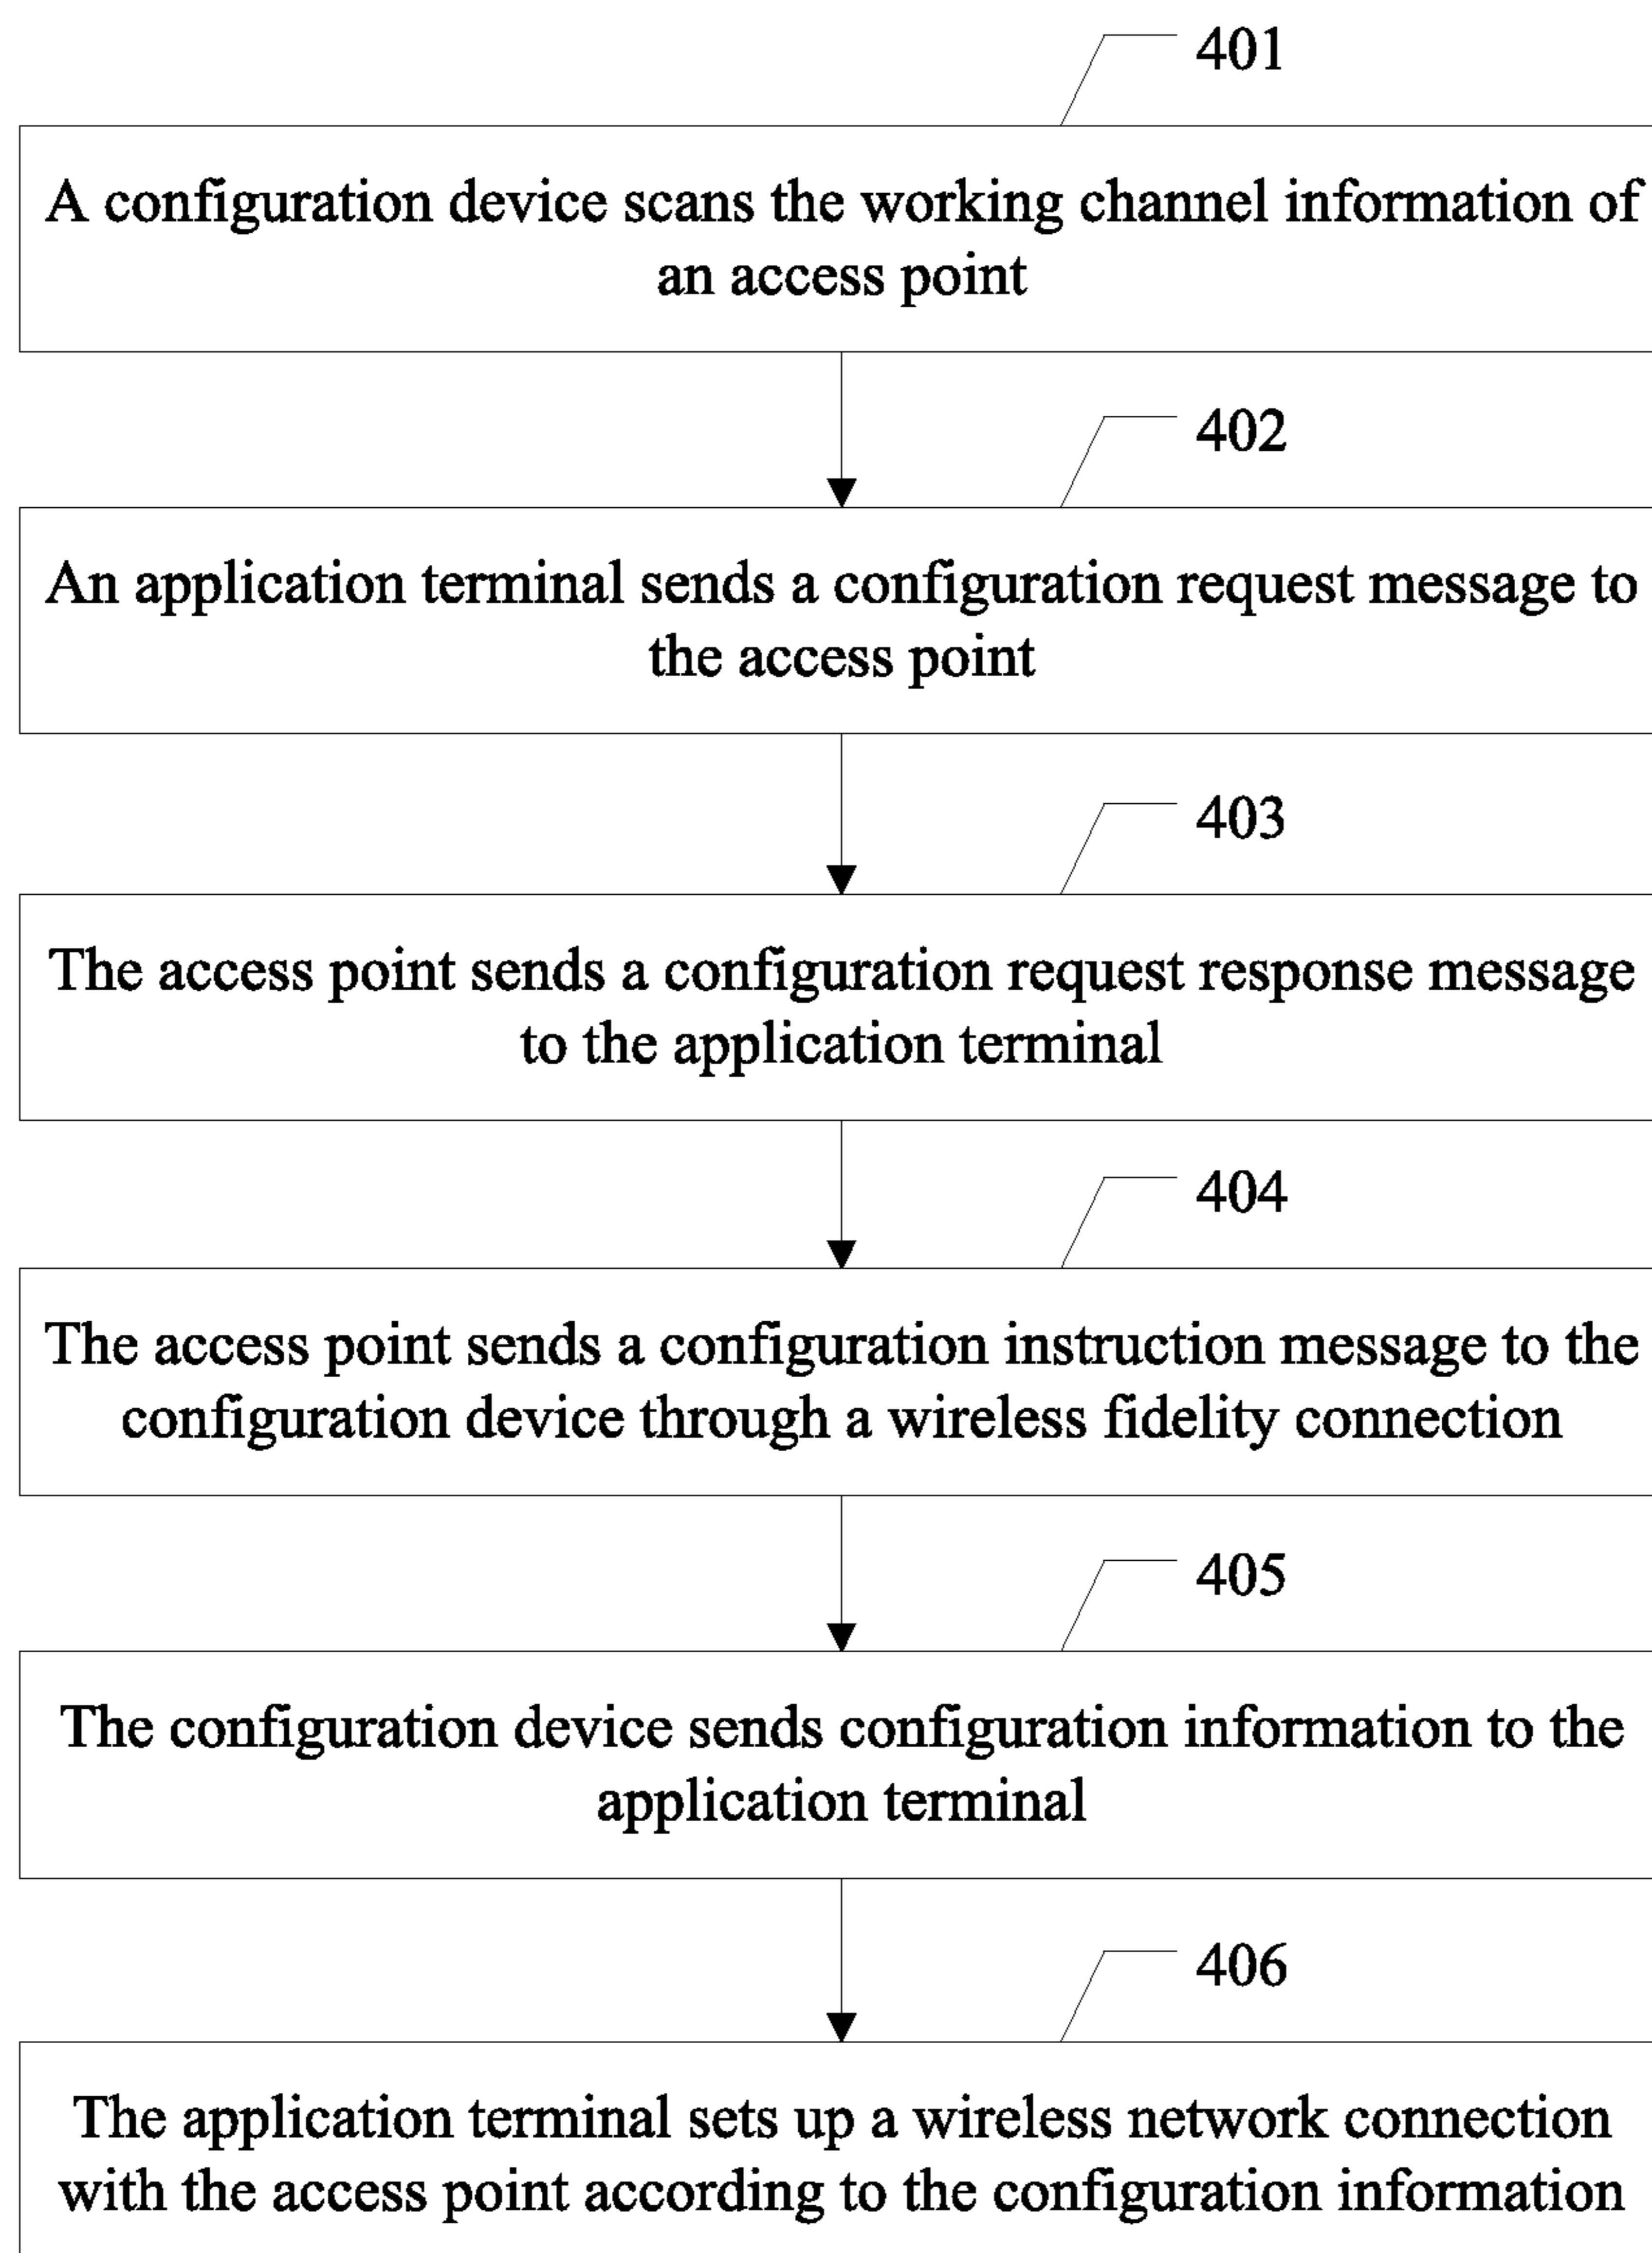 401
A configuration device scans the working channel information of
an access point
402
An application terminal sends a configuration request message to
the access point
403
The access point sends a configuration request response message
to the application terminal
404
The access point sends a configuration instruction message to the
configuration device through a wireless fidelity connection
405
The configuration device sends configuration information to the
application terminal
406
The application terminal sets up a wireless network connection
with the access point according to the configuration information